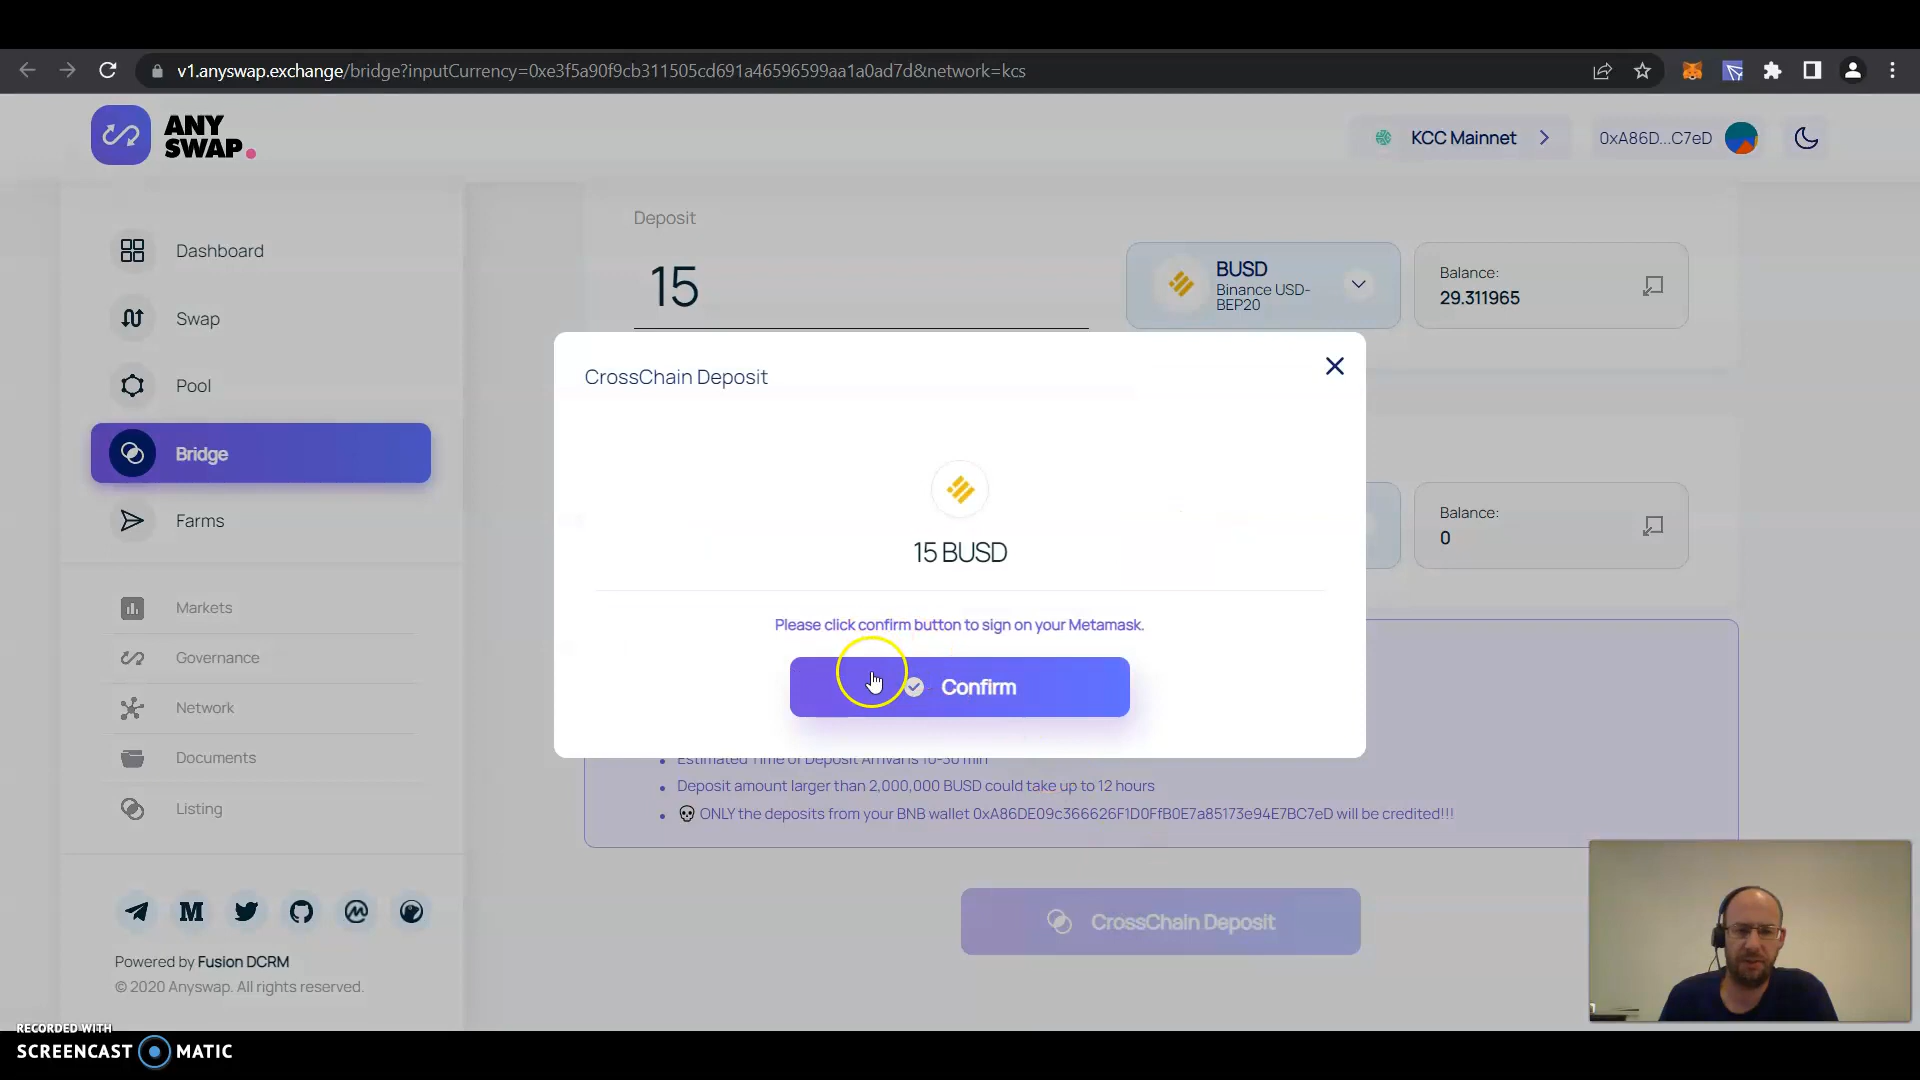 v1.anyswap.exchange/bridge?inputCurrency=0xe3f5a90f9cb311505cd691a46596599aa1a0ad7d&network=kcs
ANY
SWAP.
KCC Mainnet
0xA86D...C7eD
Dashboard
Swap
Pool
Bridge
Farms
Markets
Governance
Network
Documents
Listing
Powered by Fusion DCRM
© 2020 Anyswap. All rights reserved.
Deposit
15
BUSD
Binance USD-
BEP20
Balance:
29.311965
CrossChain Deposit
15 BUSD
Please click confirm button to sign on your Metamask.
Confirm
Balance:
0
Estimated Time of Deposit Arrival is 10-30 min
Deposit amount larger than 2,000,000 BUSD could take up to 12 hours
ONLY the deposits from your BNB wallet 0xA86DE09c366626F1D0FfB0E7a85173e94E7BC7eD will be credited!!!
CrossChain Deposit
RECORDED WITH
SCREENCAST MATIC